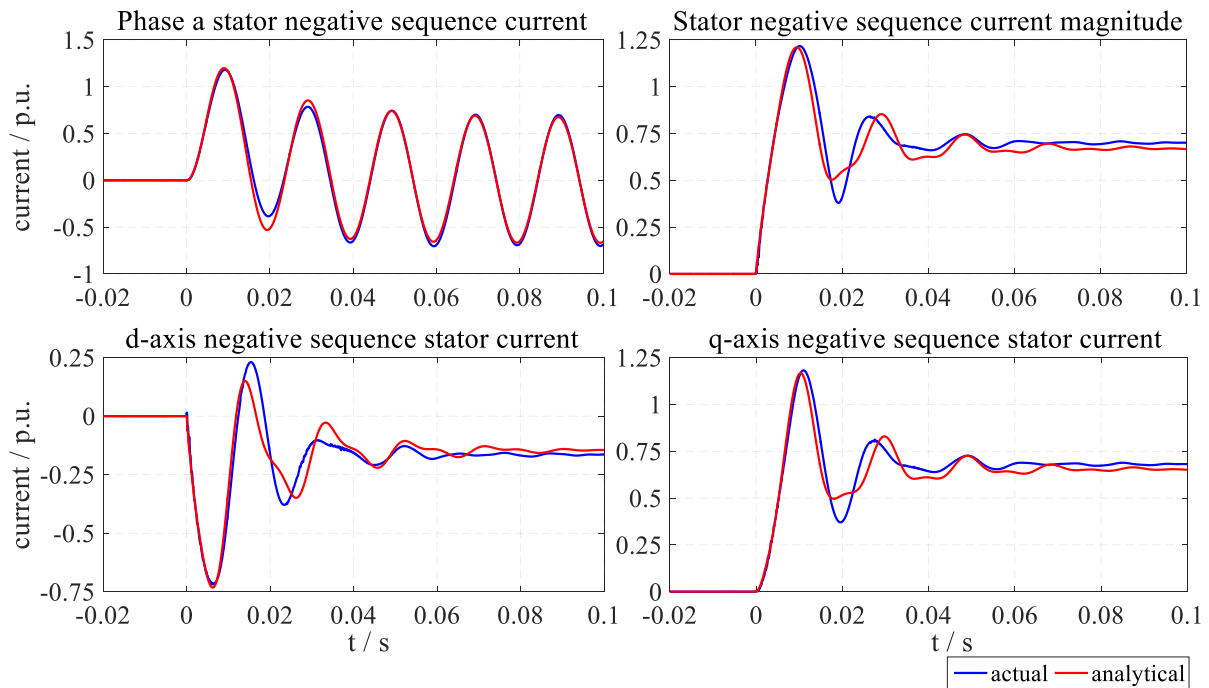 Phase a stator negative sequence current
1.5
1
0.5
0
-0.5
-1
current / p.u.
-0.02 0 0.02 0.04 0.06 0.08 0.1
Stator negative sequence current magnitude
1.25
1
0.75
0.5
0.25
0
-0.02 0 0.02 0.04 0.06 0.08 0.1
d-axis negative sequence stator current
0.25
0
-0.25
-0.5
-0.75
current / p.u.
-0.02 0 0.02 0.04 0.06 0.08 0.1
t / s
q-axis negative sequence stator current
1.25
1
0.75
0.5
0.25
0
-0.02 0 0.02 0.04 0.06 0.08 0.1
t / s
actual analytical